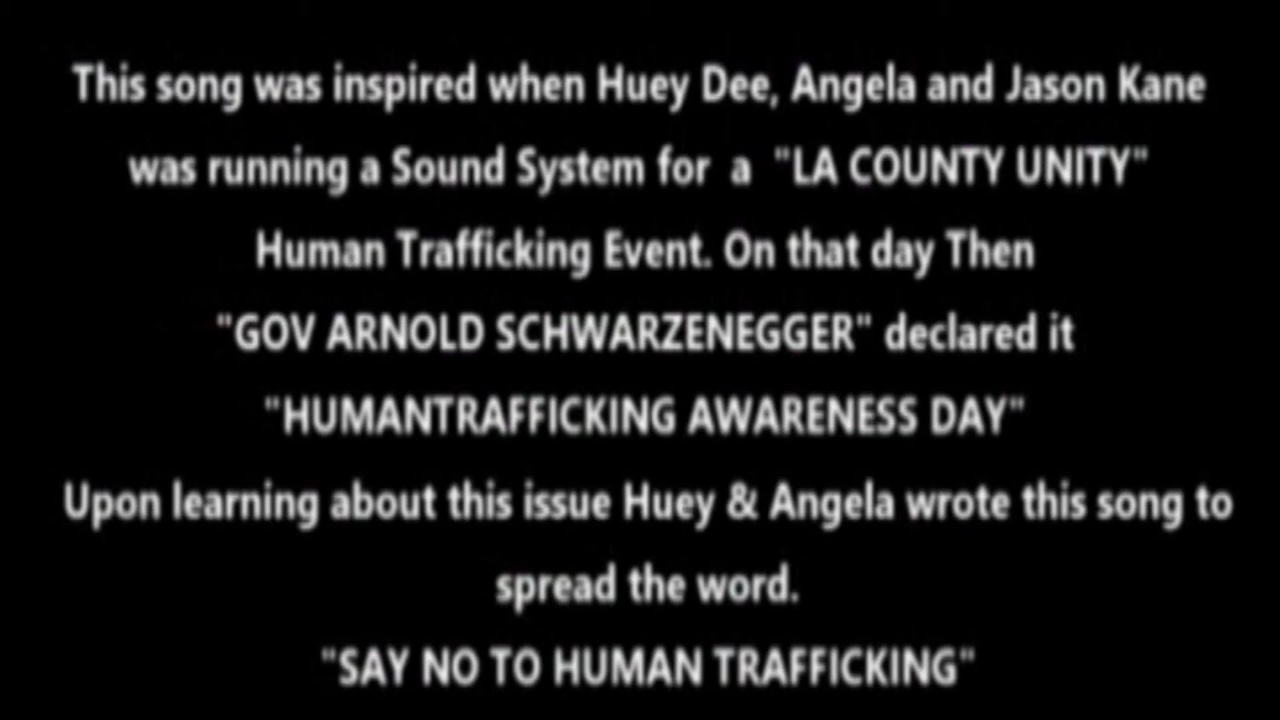 This song was inspired when Huey Dee, Angela and Jason Kane
was running a Sound System for a "LA COUNTY UNITY"
Human Trafficking Event. On that day Then
"GOV ARNOLD SCHWARZENEGGER" declared it
"HUMANTRAFFICKING AWARENESS DAY"
Upon learning about this issue Huey & Angela wrote this song to
spread the word.
"SAY NO TO HUMAN TRAFFICKING"